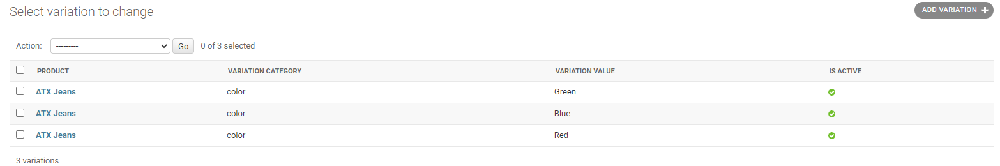 Select variation to change
ADD VARIATION +
Action: --------- Go 0 of 3 selected
PRODUCT VARIATION CATEGORY VARIATION VALUE IS ACTIVE
ATX Jeans color Green
ATX Jeans color Blue
ATX Jeans color Red
3 variations